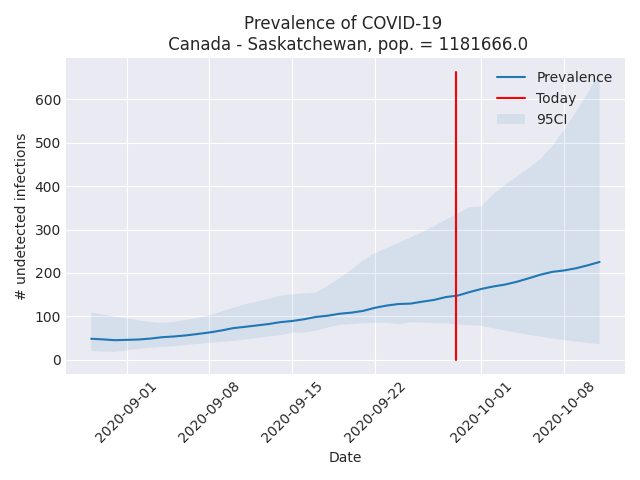 Prevalence of COVID-19
Canada - Saskatchewan, pop. = 1181666.0
Prevalence
Today
95CI
# undetected infections
600
500
400
300
200
100
0
2020-09-01
2020-09-08
2020-09-15
2020-09-22
2020-10-01
2020-10-08
Date